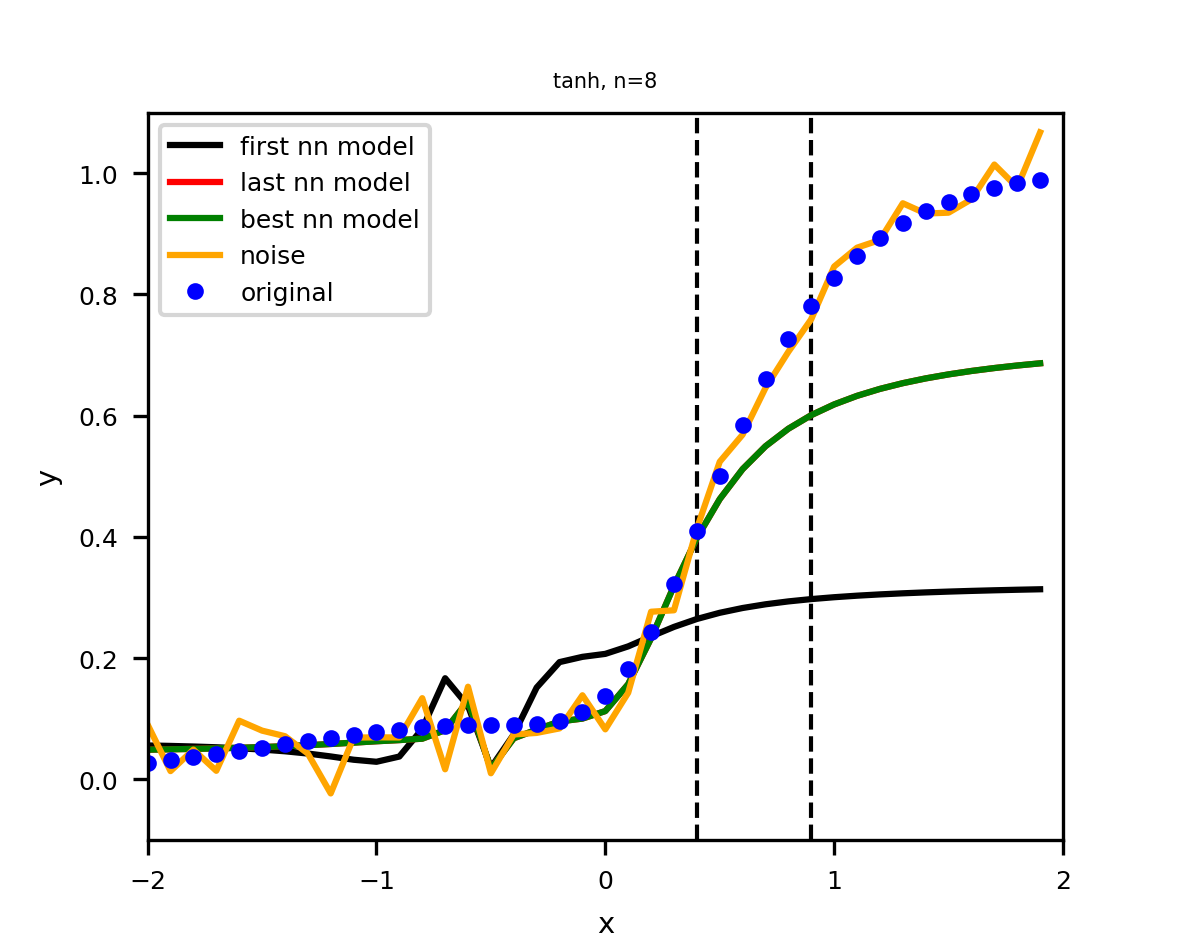 tanh, n=8
first nn model
last nn model
best nn model
noise
original
1.0
0.8
0.6
0.4
0.2
0.0
y
−2
−1
0
1
2
x